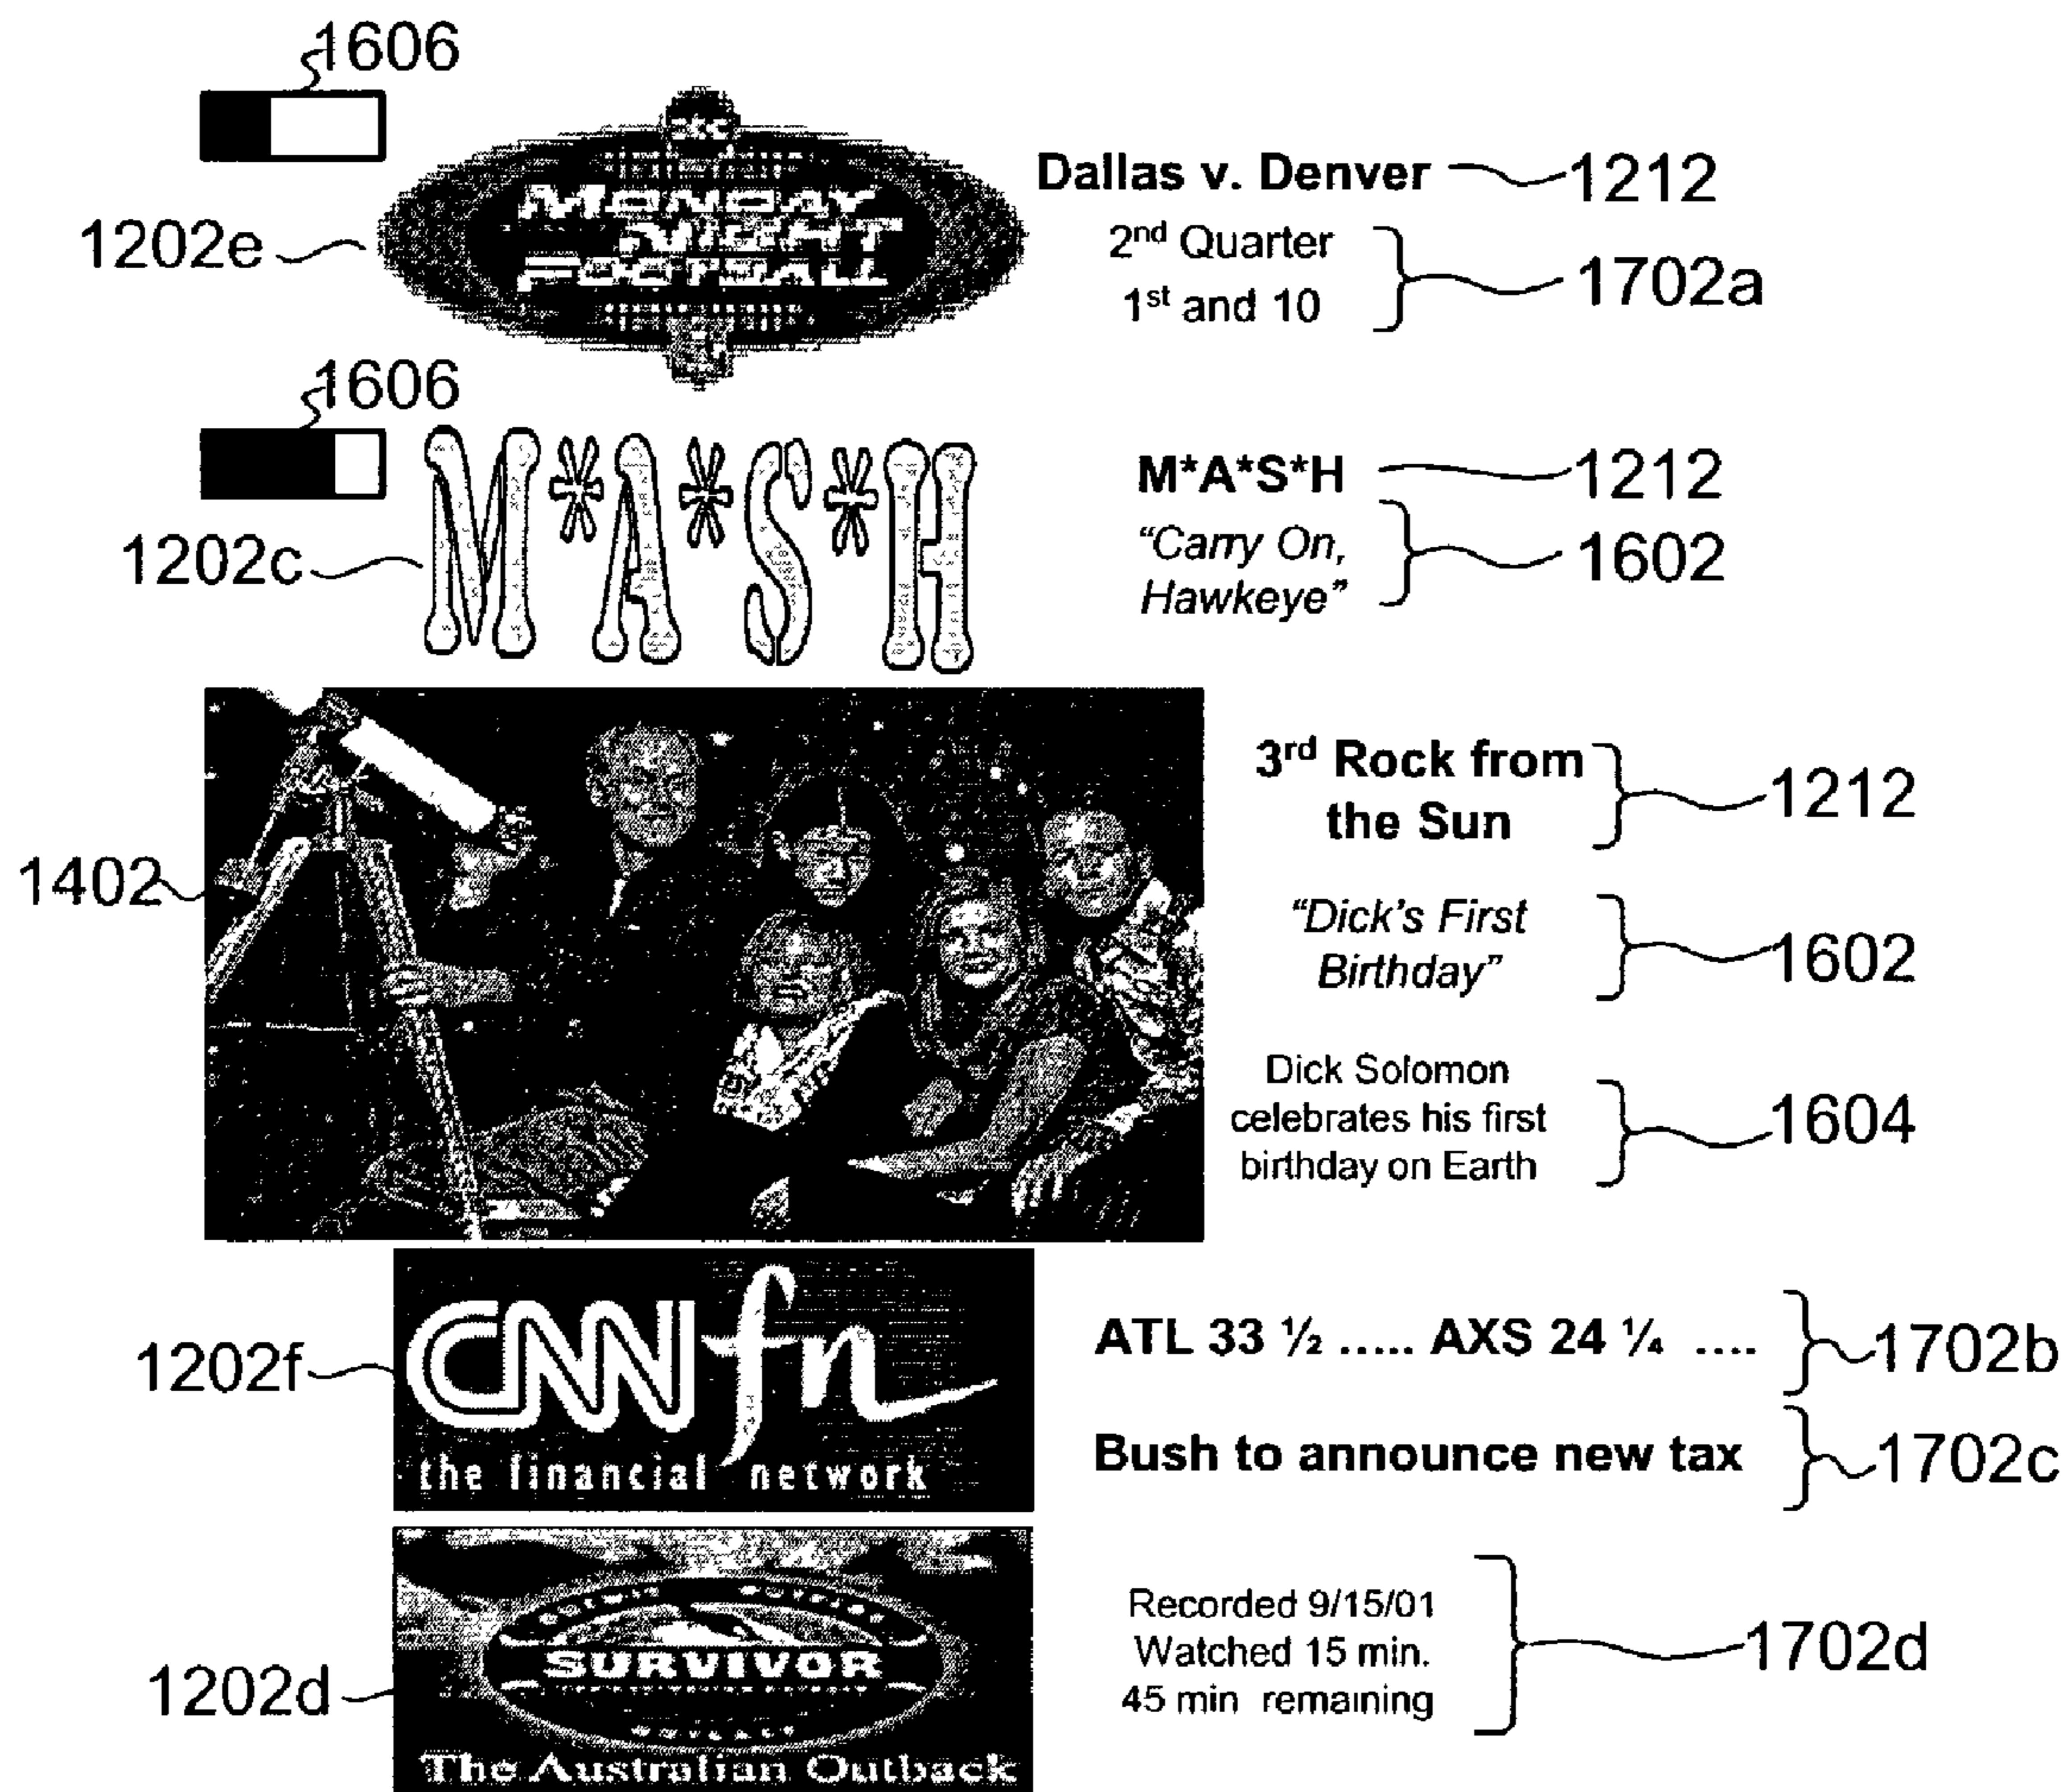 1606
1202e
MONDAY
NIGHT
FOOTBALL
Dallas v. Denver
1212
2nd Quarter
1st and 10
1702a
1606
1202c
M*A*S*H
M*A*S*H
1212
"Carry On,
Hawkeye"
1602
1402
3rd Rock from
the Sun
1212
"Dick's First
Birthday"
1602
Dick Solomon
celebrates his first
birthday on Earth
1604
1202f
CNNfn
the financial network
ATL 33 ½ ..... AXS 24 ¼ ....
1702b
Bush to announce new tax
1702c
1202d
SURVIVOR
The Australian Outback
Recorded 9/15/01
Watched 15 min.
45 min remaining
1702d